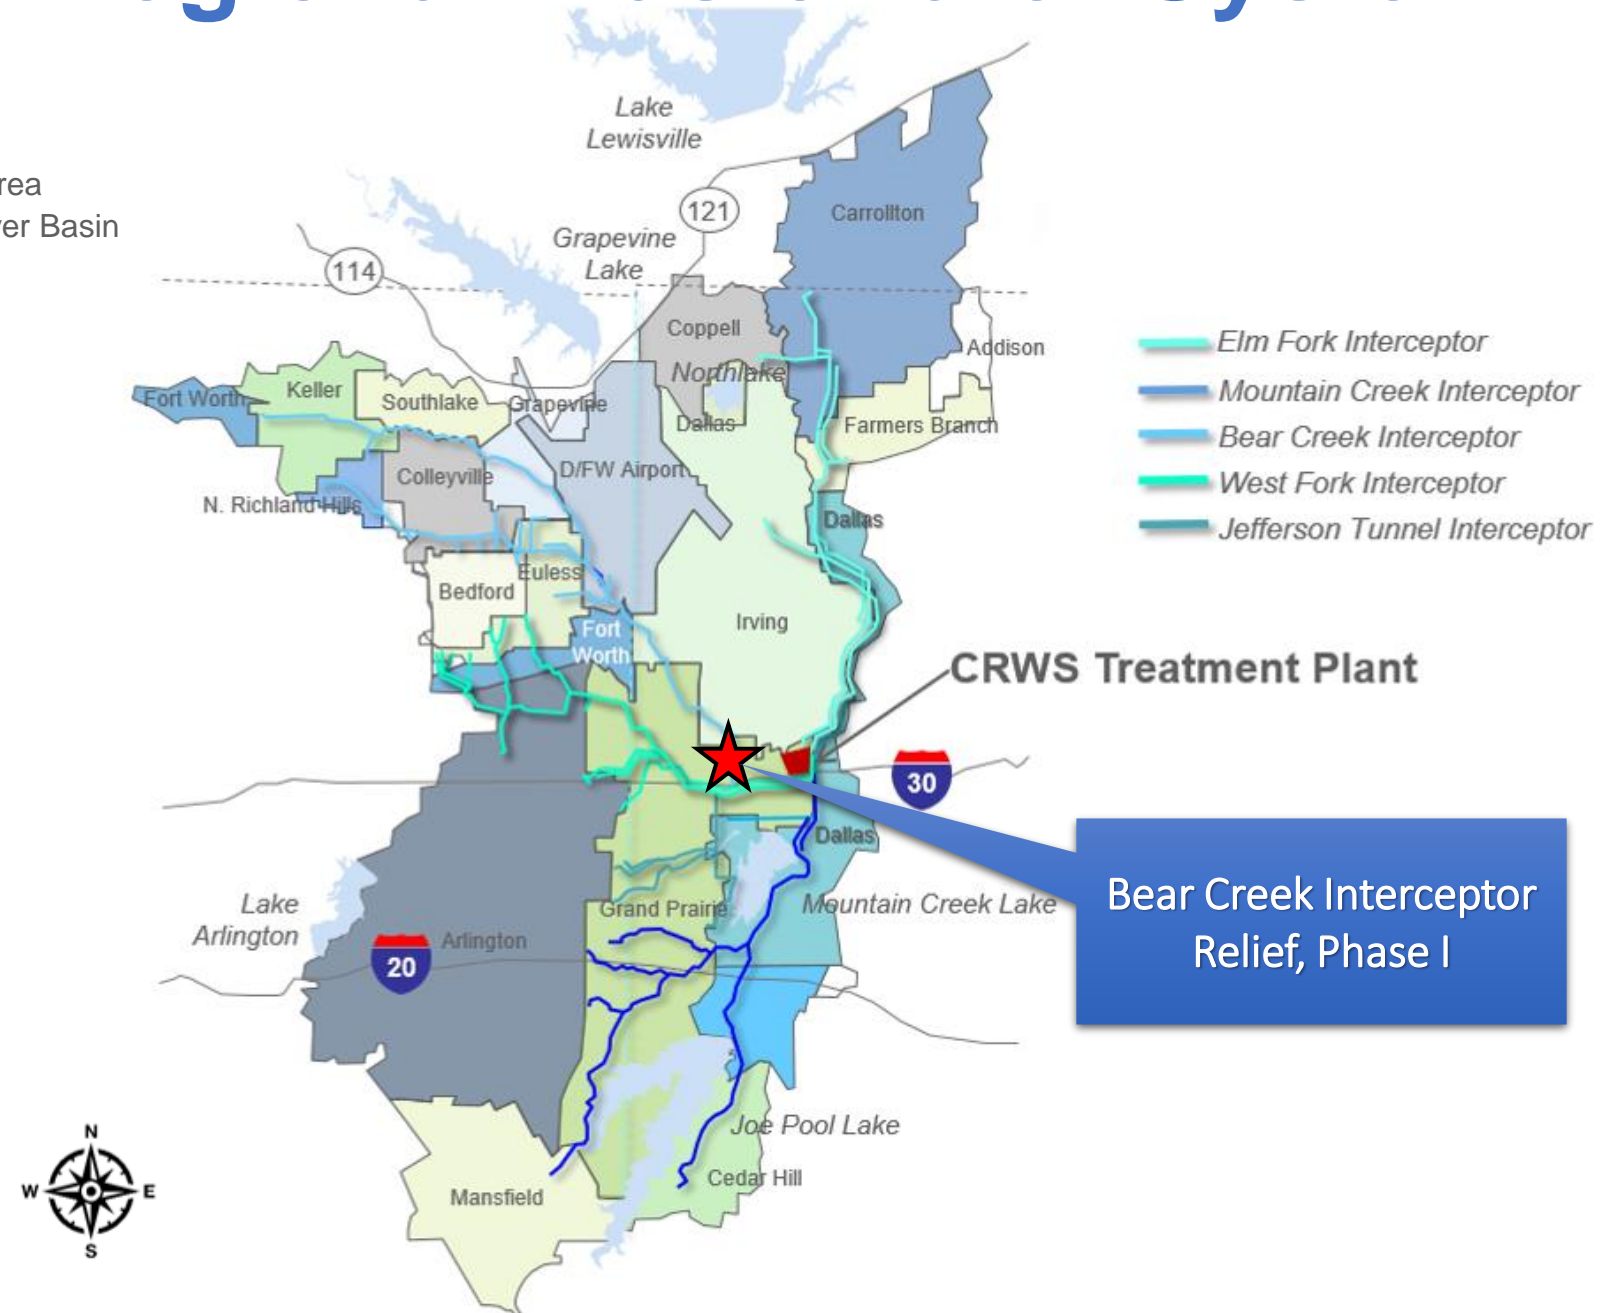 rea
er Basin
Lake
Lewisville
121
Carrollton
Grapevine
Lake
114
Coppell
Addison
Northlake
Elm Fork Interceptor
Mountain Creek Interceptor
Bear Creek Interceptor
West Fork Interceptor
Jefferson Tunnel Interceptor
Fort Worth
Keller
Southlake
Grapevine
Dallas
Farmers Branch
D/FW Airport
Colleyville
N. Richland Hills
Dallas
Bedford
Euless
Irving
Fort
Worth
CRWS Treatment Plant
30
Dallas
Bear Creek Interceptor
Relief, Phase I
Lake
Arlington
Grand Prairie
Mountain Creek Lake
Arlington
20
Joe Pool Lake
Cedar Hill
Mansfield
N
W
E
S